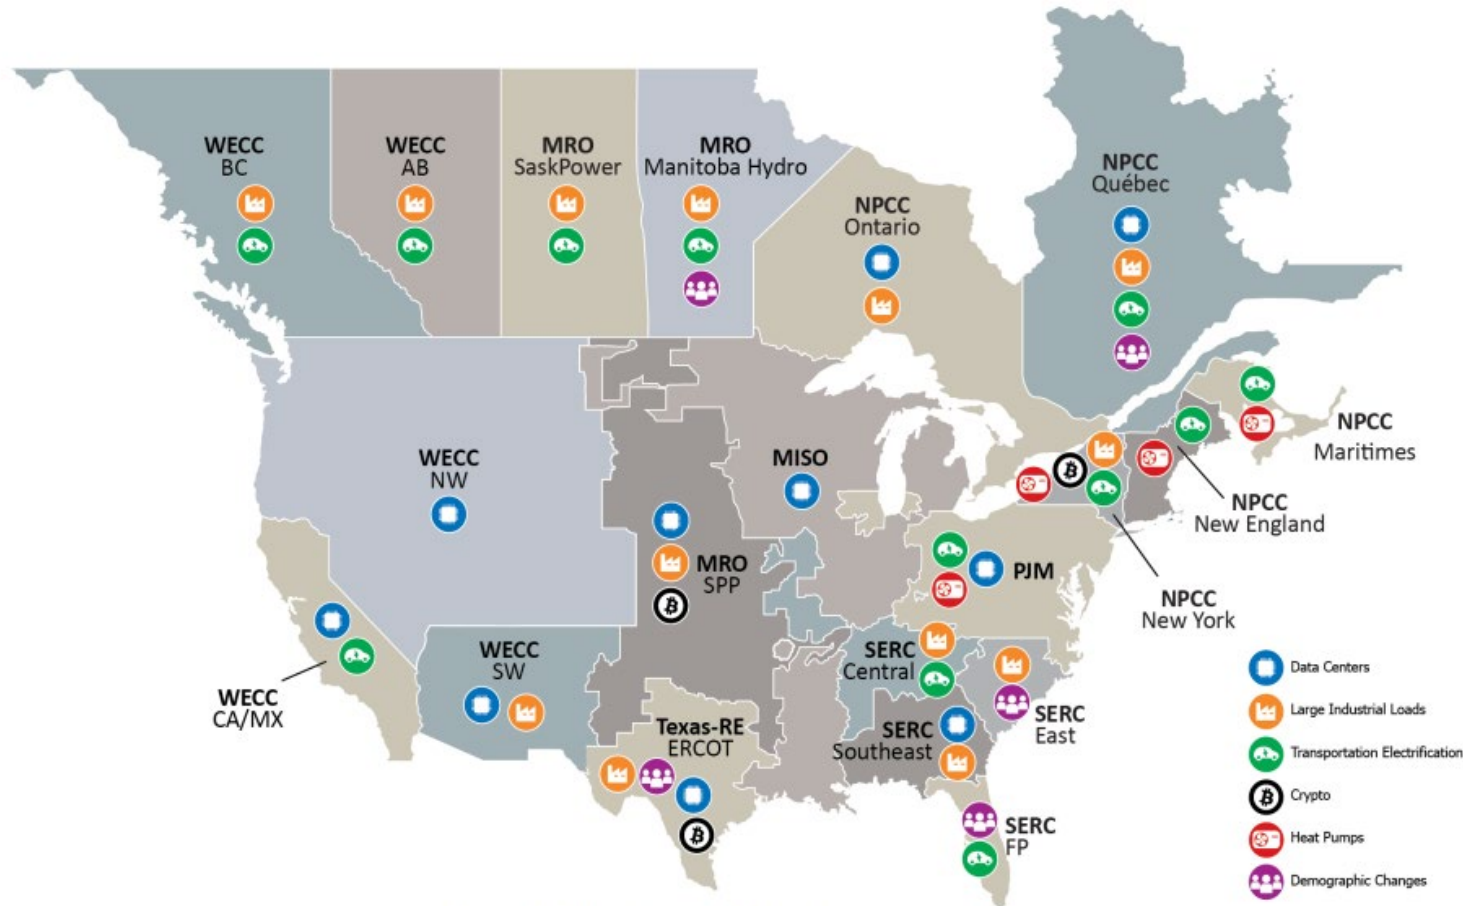 WECC
BC
WECC
AB
MRO
SaskPower
MRO
Manitoba Hydro
NPCC
Ontario
NPCC
Québec
NPCC
Maritimes
WECC
NW
MISO
NPCC
New England
MRO
SPP
PJM
NPCC
New York
WECC
CA/MX
WECC
SW
SERC
Central
SERC
East
Texas-RE
ERCOT
SERC
Southeast
SERC
FP
Data Centers
Large Industrial Loads
Transportation Electrification
Crypto
Heat Pumps
Demographic Changes